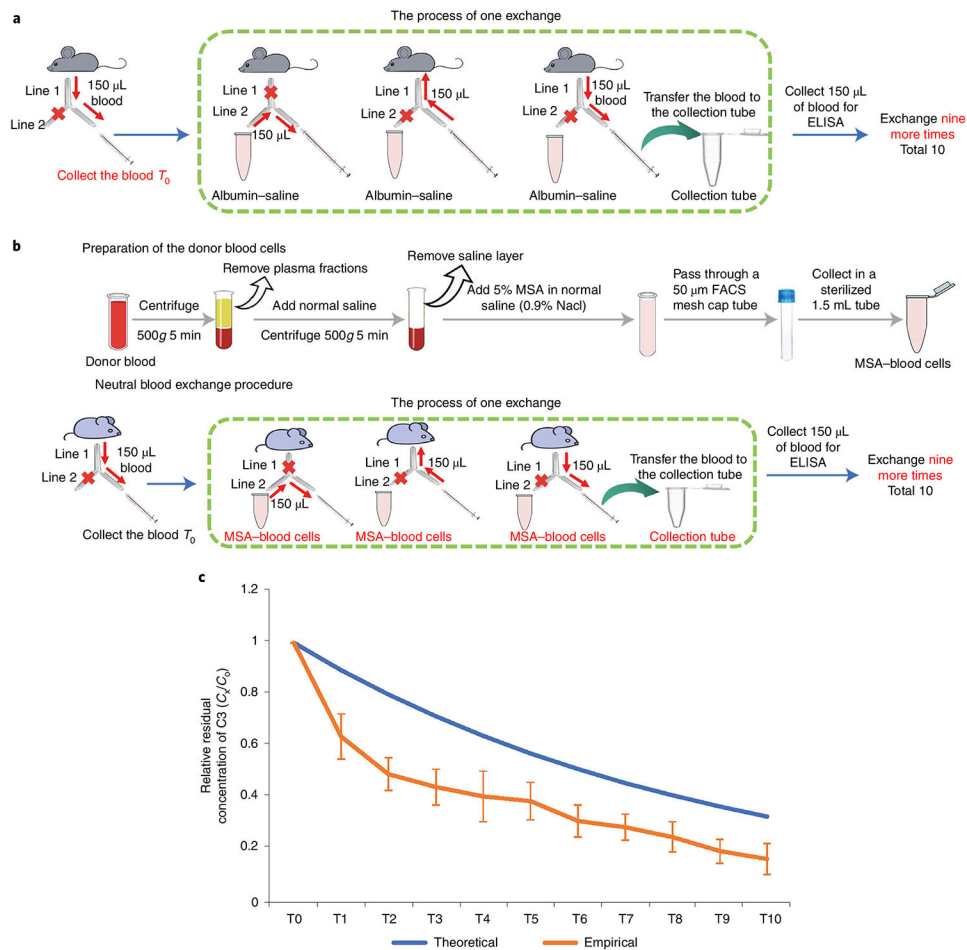 a
The process of one exchange
Line 1
150 μL
blood
Line 2
Collect the blood T₀
Line 1
Line 2
150 μL
Albumin–saline
150 μL
Albumin–saline
Line 1
150 μL
blood
Line 2
Albumin–saline
Transfer the blood to
the collection tube
Collection tube
Collect 150 μL
of blood for
ELISA
Exchange nine
more times
Total 10
b
Preparation of the donor blood cells
Donor blood
Centrifuge
500g 5 min
Remove plasma fractions
Add normal saline
Centrifuge 500g 5 min
Remove saline layer
Add 5% MSA in normal
saline (0.9% Nacl)
Pass through a
50 μm FACS
mesh cap tube
Collect in a
sterilized
1.5 mL tube
MSA–blood cells
Neutral blood exchange procedure
The process of one exchange
Line 1
150 μL
blood
Line 2
Collect the blood T₀
Line 1
Line 2
150 μL
MSA–blood cells
150 μL
MSA–blood cells
Line 1
150 μL
Line 2
MSA–blood cells
Transfer the blood to
the collection tube
Collection tube
Collect 150 μL
of blood for
ELISA
Exchange nine
more times
Total 10
c
Relative residual
concentration of C3 (Cₓ/Cₒ)
1.2
1
0.8
0.6
0.4
0.2
0
T0 T1 T2 T3 T4 T5 T6 T7 T8 T9 T10
Theoretical Empirical